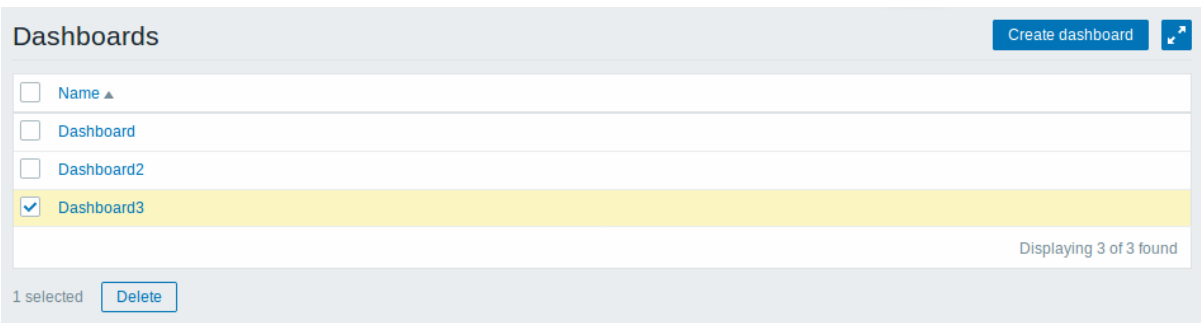 Dashboards
Create dashboard
Name ▲
Dashboard
Dashboard2
Dashboard3
Displaying 3 of 3 found
1 selected Delete